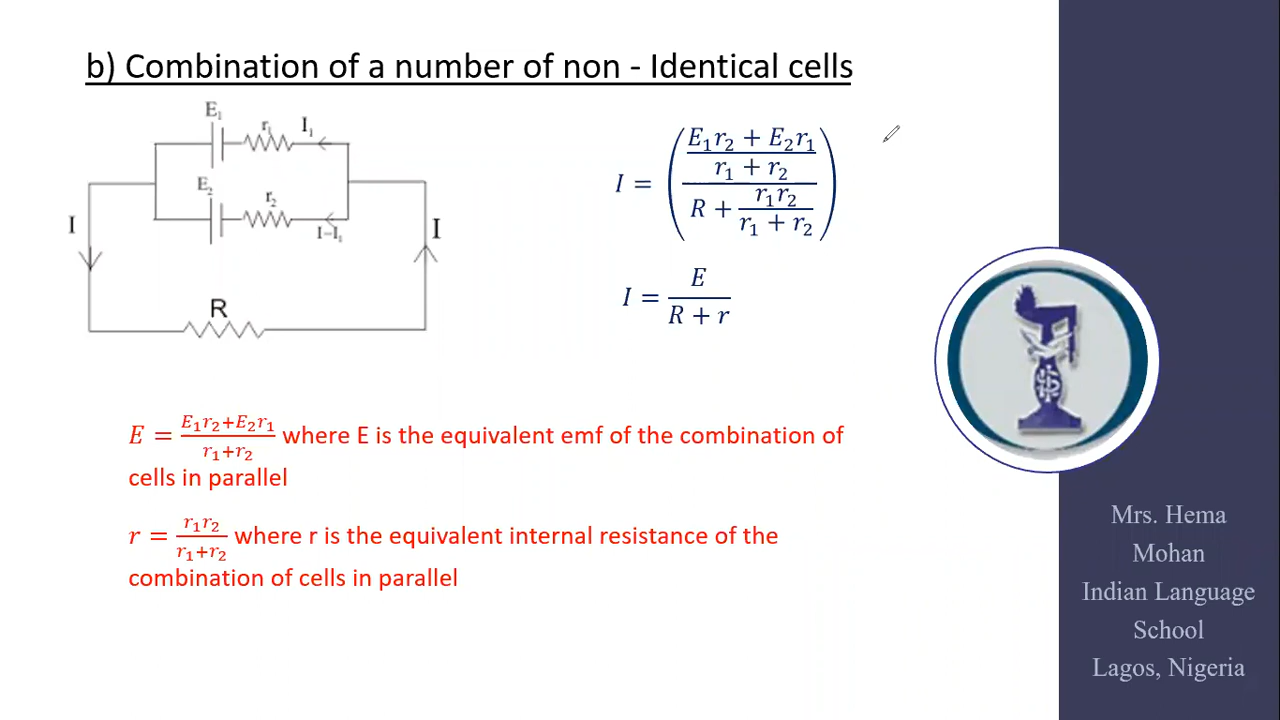 b) Combination of a number of non - Identical cells
E₁
r₁
I₁
E₂
r₂
I–I₁
I
I
R
I = ((E₁r₂ + E₂r₁)/(r₁ + r₂) / (R + r₁r₂/(r₁ + r₂)))
I = E/(R + r)
E = (E₁r₂+E₂r₁)/(r₁+r₂) where E is the equivalent emf of the combination of
cells in parallel
r = r₁r₂/(r₁+r₂) where r is the equivalent internal resistance of the
combination of cells in parallel
Mrs. Hema
Mohan
Indian Language
School
Lagos, Nigeria